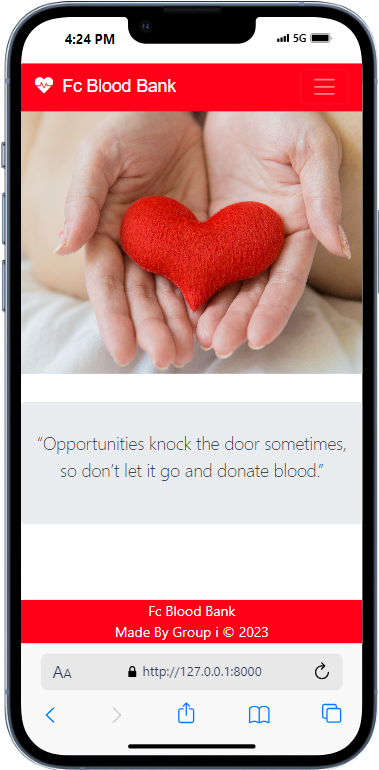 4:24 PM 5G
Fc Blood Bank
“Opportunities knock the door sometimes,
so don’t let it go and donate blood.”
Fc Blood Bank
Made By Group i © 2023
AA http://127.0.0.1:8000